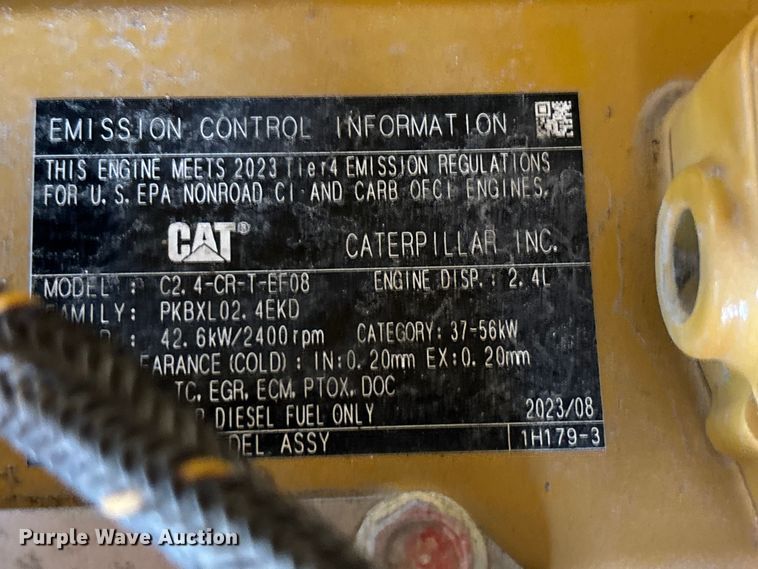 EMISSION CONTROL INFORMATION
THIS ENGINE MEETS 2023 Tier4 EMISSION REGULATIONS
FOR U.S. EPA NONROAD CI AND CARB OFCI ENGINES.
CAT® CATERPILLAR INC.
MODEL : C2.4-CR-T-EF08 ENGINE DISP.: 2.4L
FAMILY: PKBXL02.4EKD
42.6kW/2400rpm CATEGORY: 37-56kW
(COLD) : IN:0.20mm EX:0.20mm
TC, EGR, ECM, PTOX, DOC
DIESEL FUEL ONLY 2023/08
ASSY 1H179-3
Purple Wave Auction